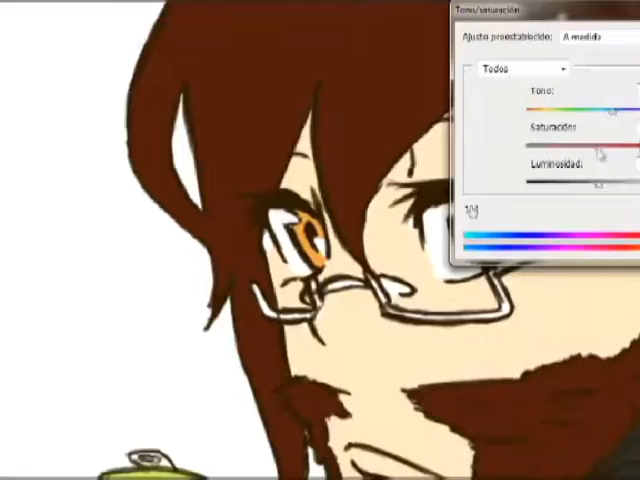 Tono/saturación
Ajuste preestablecido: A medida
Todos
Tono:
Saturación:
Luminosidad: